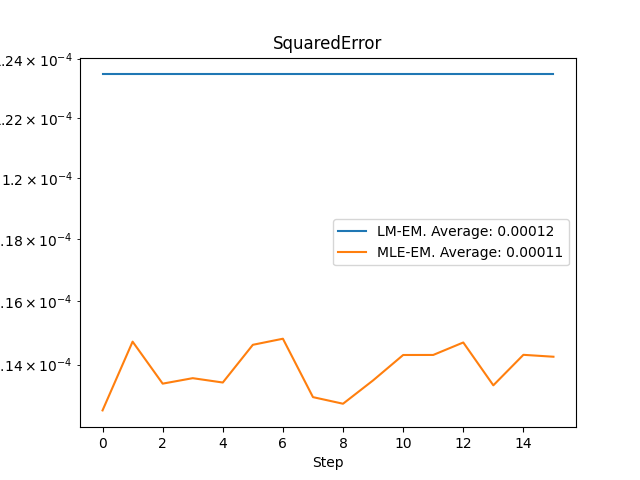 SquaredError
.24 × 10⁻⁴
.22 × 10⁻⁴
1.2 × 10⁻⁴
.18 × 10⁻⁴
.16 × 10⁻⁴
.14 × 10⁻⁴
LM-EM. Average: 0.00012
MLE-EM. Average: 0.00011
0 2 4 6 8 10 12 14
Step